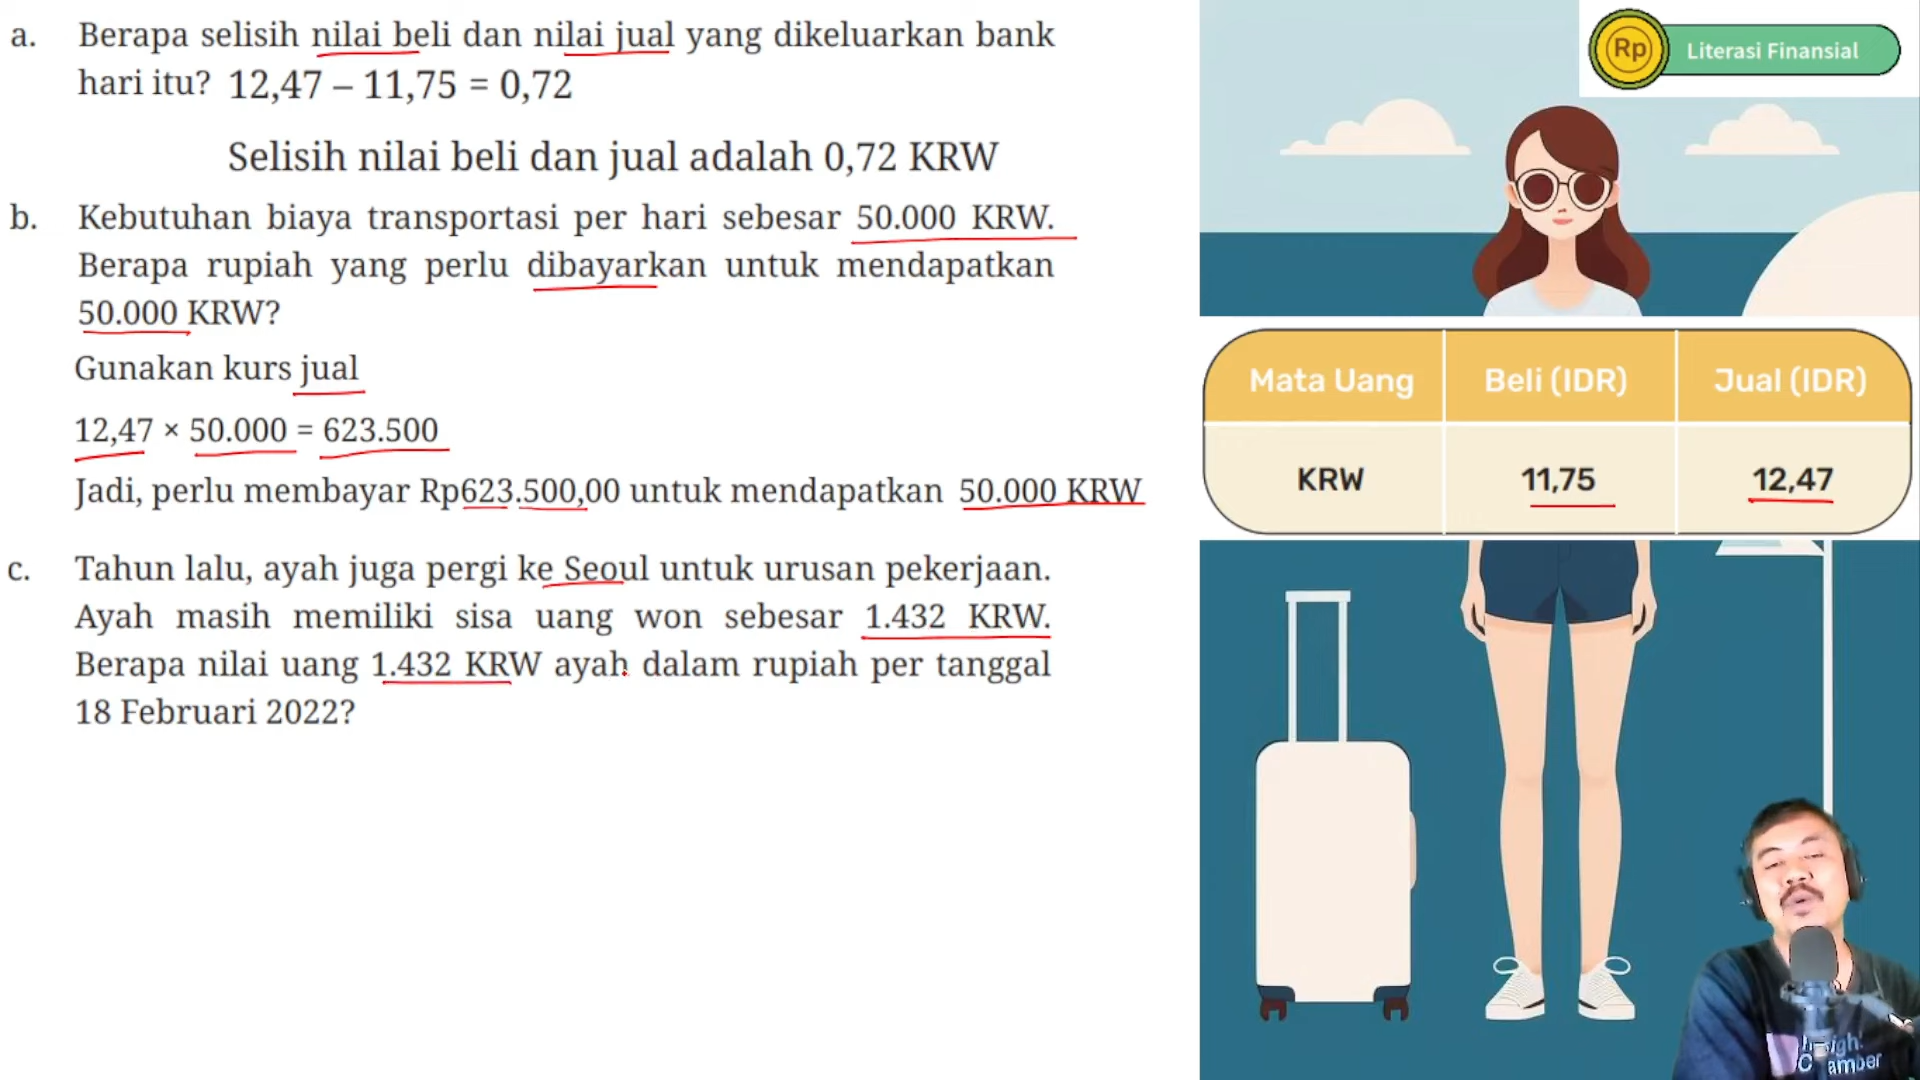 a. Berapa selisih nilai beli dan nilai jual yang dikeluarkan bank
hari itu? 12,47 – 11,75 = 0,72
Selisih nilai beli dan jual adalah 0,72 KRW
b. Kebutuhan biaya transportasi per hari sebesar 50.000 KRW.
Berapa rupiah yang perlu dibayarkan untuk mendapatkan
50.000 KRW?
Gunakan kurs jual
12,47 × 50.000 = 623.500
Jadi, perlu membayar Rp623.500,00 untuk mendapatkan 50.000 KRW
c. Tahun lalu, ayah juga pergi ke Seoul untuk urusan pekerjaan.
Ayah masih memiliki sisa uang won sebesar 1.432 KRW.
Berapa nilai uang 1.432 KRW ayah dalam rupiah per tanggal
18 Februari 2022?
Rp Literasi Finansial
Mata Uang Beli (IDR) Jual (IDR)
KRW 11,75 12,47